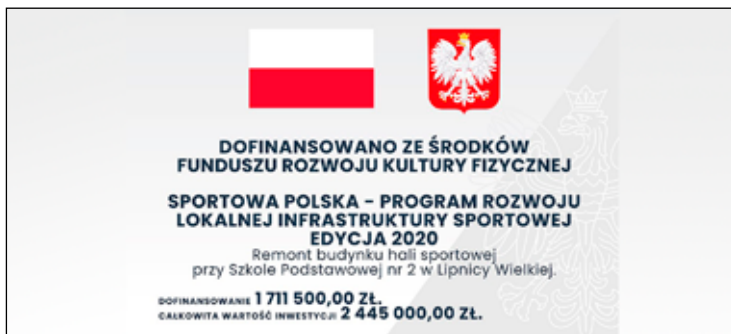 DOFINANSOWANO ZE ŚRODKÓW
FUNDUSZU ROZWOJU KULTURY FIZYCZNEJ
SPORTOWA POLSKA – PROGRAM ROZWOJU
LOKALNEJ INFRASTRUKTURY SPORTOWEJ
EDYCJA 2020
Remont budynku hali sportowej
przy Szkole Podstawowej nr 2 w Lipnicy Wielkiej.
DOFINANSOWANIE 1 711 500,00 ZŁ.
CAŁKOWITA WARTOŚĆ INWESTYCJI 2 445 000,00 ZŁ.